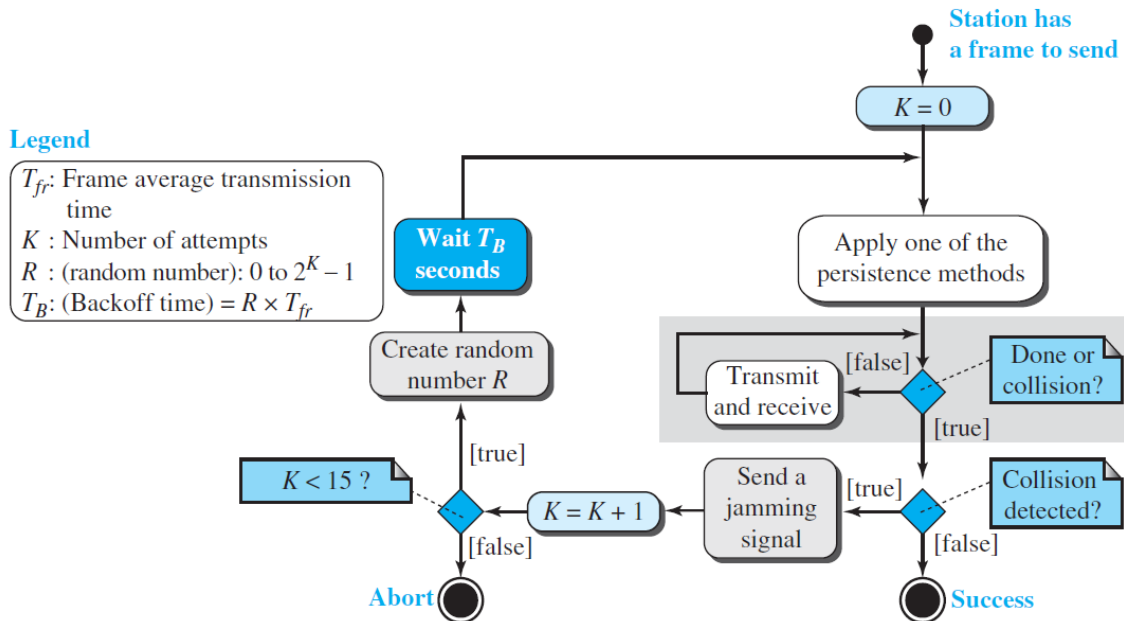 Station has
a frame to send
K = 0
Legend
T_fr: Frame average transmission
time
K : Number of attempts
R : (random number): 0 to 2^K – 1
T_B: (Backoff time) = R × T_fr
Wait T_B
seconds
Apply one of the
persistence methods
Create random
number R
[false]
Transmit
and receive
Done or
collision?
[true]
[true]
K < 15 ?
K = K + 1
Send a
jamming
signal
[true]
Collision
detected?
[false]
[false]
Abort
Success